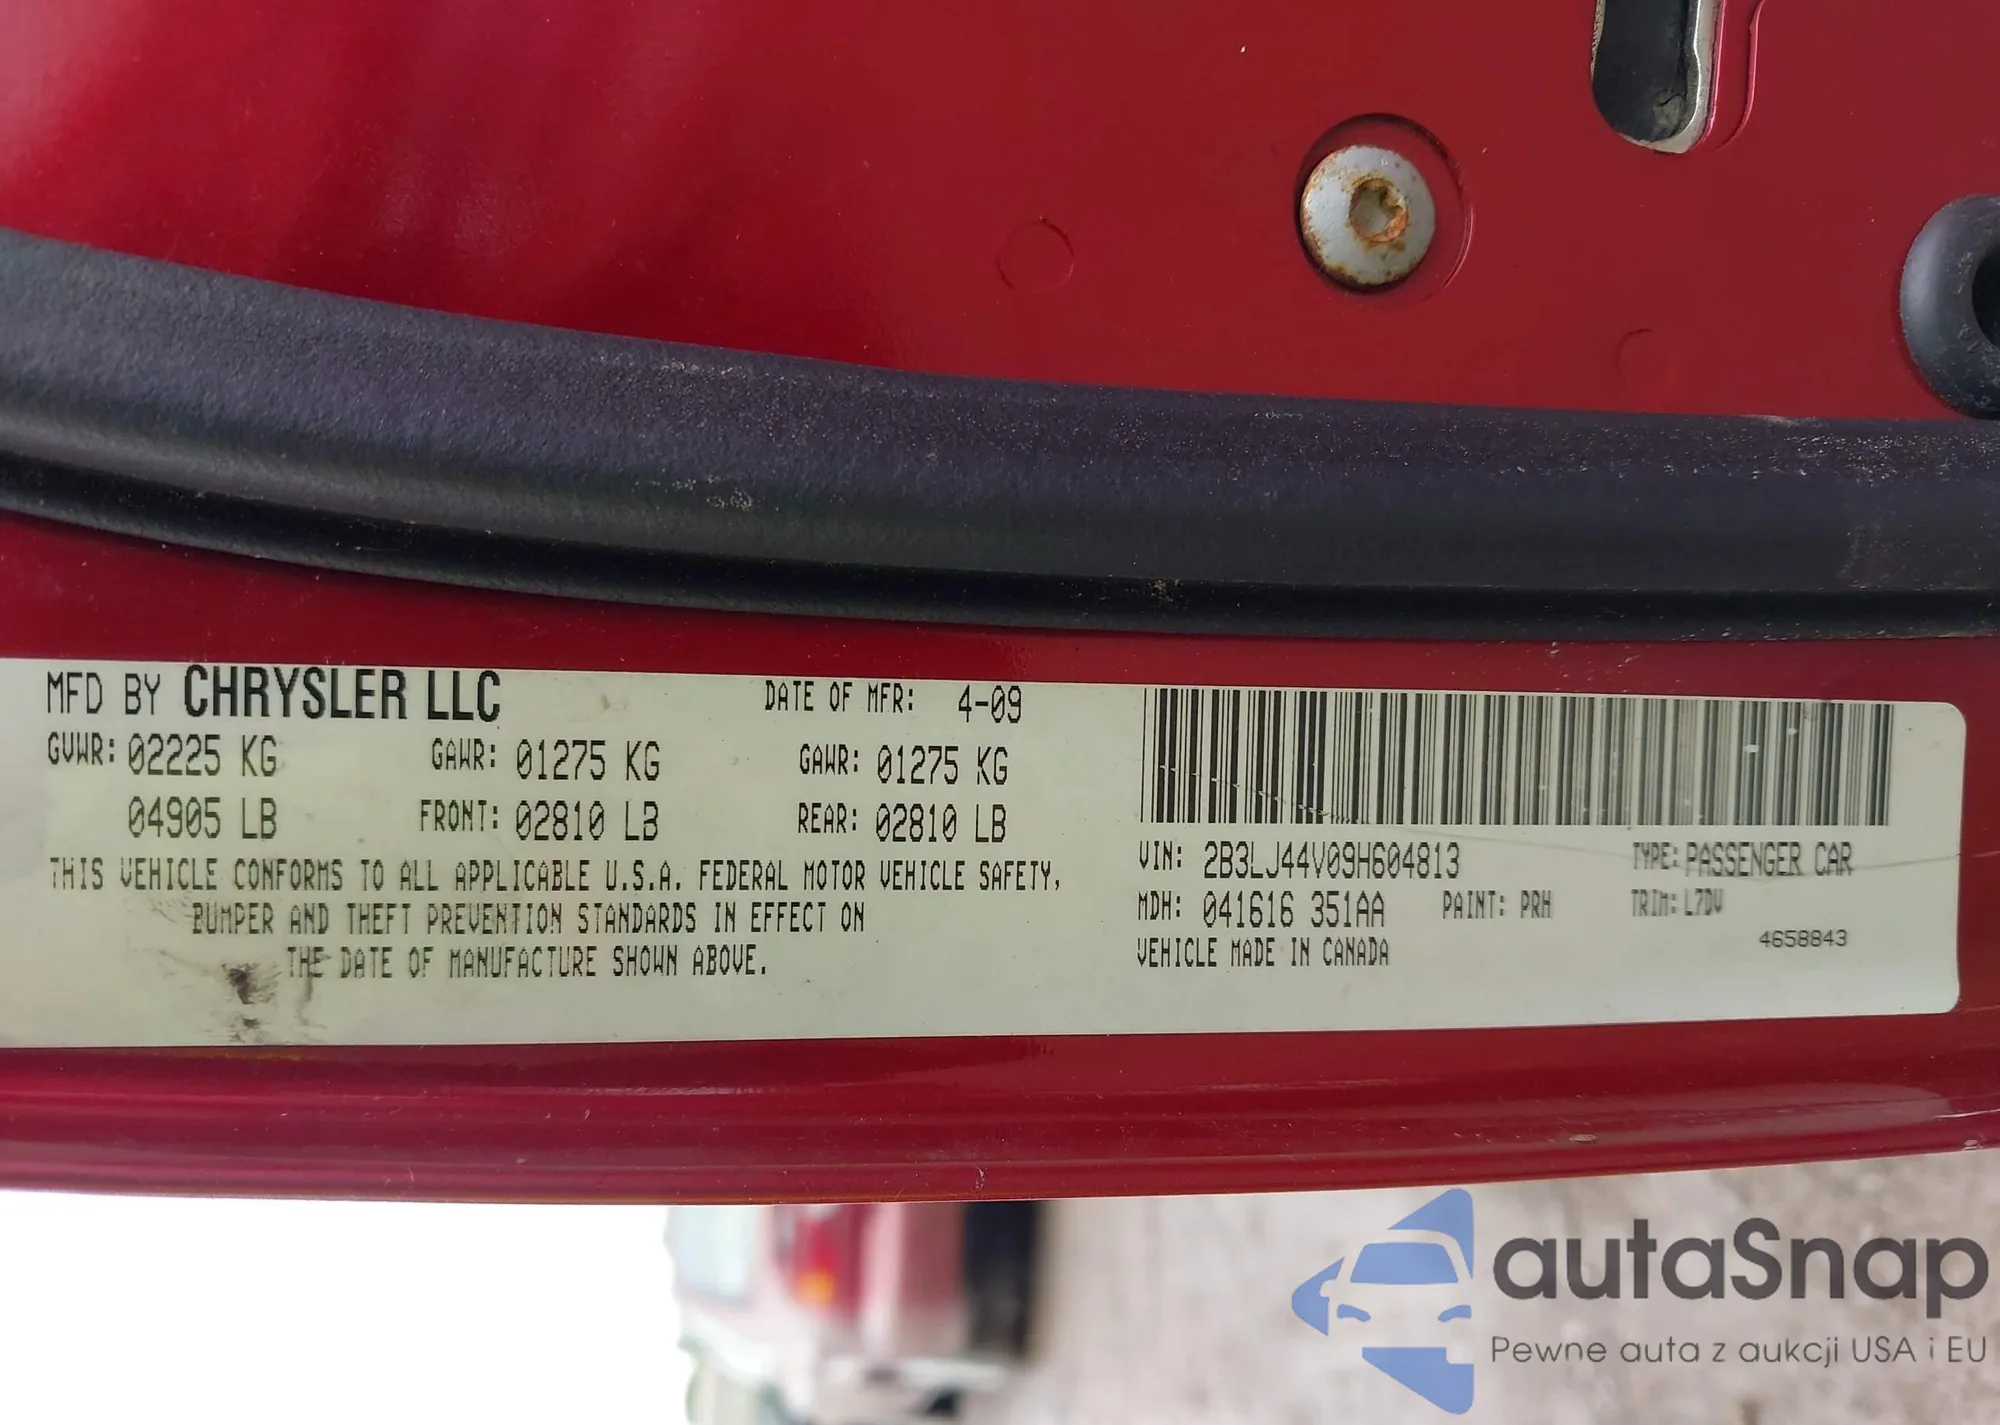 MFD BY CHRYSLER LLC DATE OF MFR: 4-09
GVWR: 02225 KG GAWR: 01275 KG GAWR: 01275 KG
04905 LB FRONT: 02810 LB REAR: 02810 LB
THIS VEHICLE CONFORMS TO ALL APPLICABLE U.S.A. FEDERAL MOTOR VEHICLE SAFETY,
BUMPER AND THEFT PREVENTION STANDARDS IN EFFECT ON
THE DATE OF MANUFACTURE SHOWN ABOVE.
VIN: 2B3LJ44V09H604813 TYPE: PASSENGER CAR
MDH: 041616 351AA PAINT: PRH TRIM: L7DV
VEHICLE MADE IN CANADA 4658843
autaSnap
Pewne auta z aukcji USA i EU